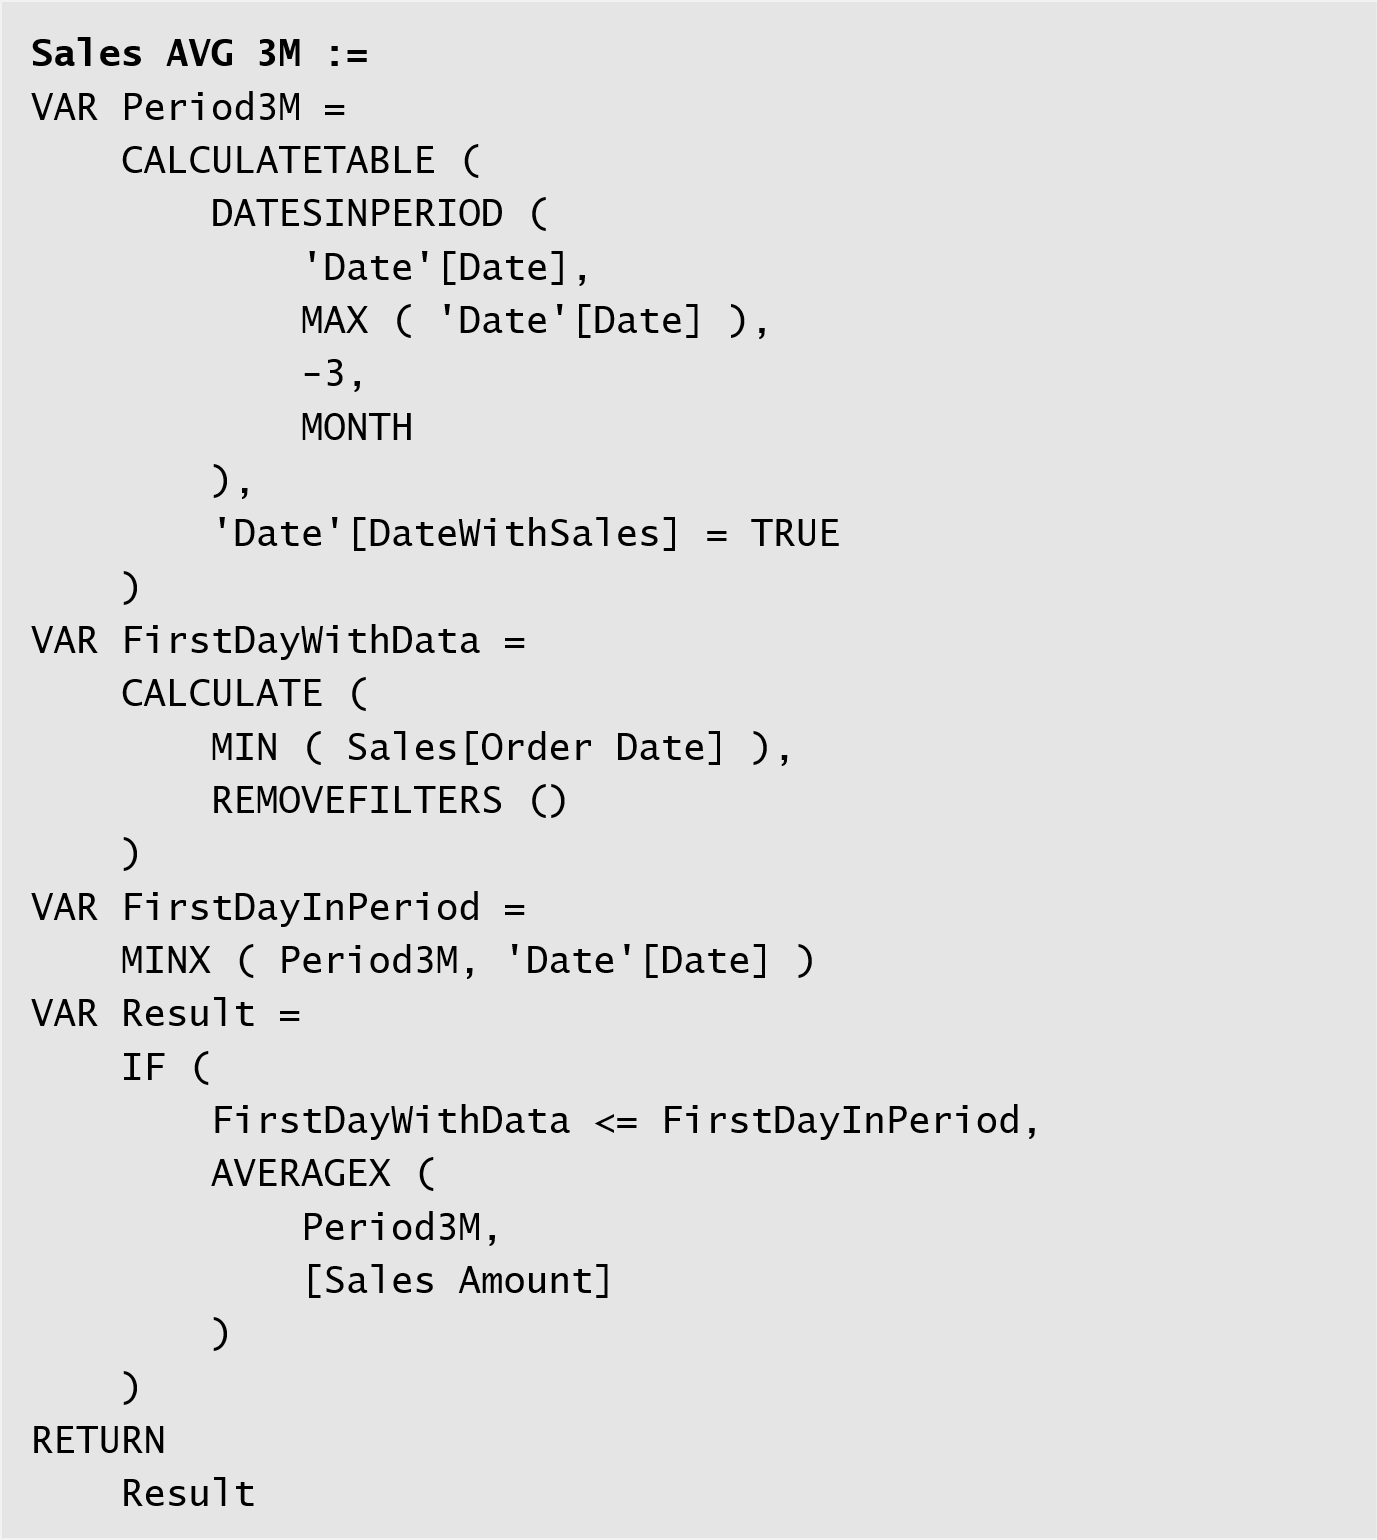 Sales AVG 3M :=
VAR Period3M =
    CALCULATETABLE (
        DATESINPERIOD (
            'Date'[Date],
            MAX ( 'Date'[Date] ),
            -3,
            MONTH
        ),
        'Date'[DateWithSales] = TRUE
    )
VAR FirstDayWithData =
    CALCULATE (
        MIN ( Sales[Order Date] ),
        REMOVEFILTERS ()
    )
VAR FirstDayInPeriod =
    MINX ( Period3M, 'Date'[Date] )
VAR Result =
    IF (
        FirstDayWithData <= FirstDayInPeriod,
        AVERAGEX (
            Period3M,
            [Sales Amount]
        )
    )
RETURN
    Result